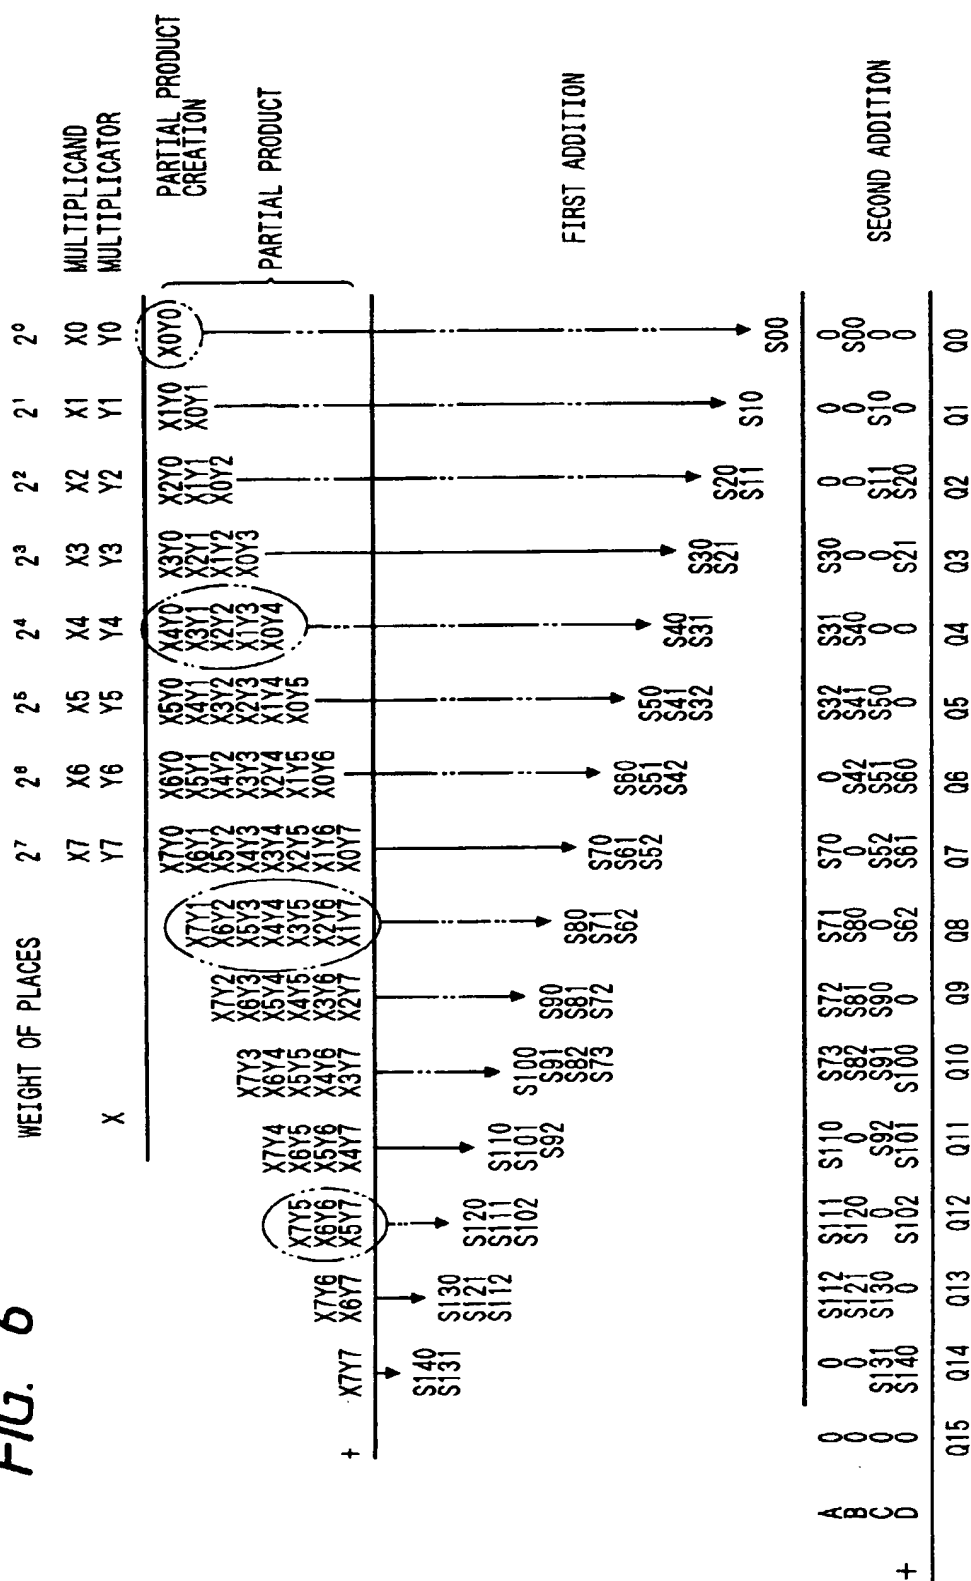 FIG. 6
WEIGHT OF PLACES 2⁷ 2⁶ 2⁵ 2⁴ 2³ 2² 2¹ 2⁰
X7 X6 X5 X4 X3 X2 X1 X0 MULTIPLICAND
X Y7 Y6 Y5 Y4 Y3 Y2 Y1 Y0 MULTIPLICATOR
X7Y0 X6Y0 X5Y0 X4Y0 X3Y0 X2Y0 X1Y0 X0Y0 PARTIAL PRODUCT
CREATION
X7Y1 X6Y1 X5Y1 X4Y1 X3Y1 X2Y1 X1Y1 X0Y1
X7Y2 X6Y2 X5Y2 X4Y2 X3Y2 X2Y2 X1Y2 X0Y2
X7Y3 X6Y3 X5Y3 X4Y3 X3Y3 X2Y3 X1Y3 X0Y3
X7Y4 X6Y4 X5Y4 X4Y4 X3Y4 X2Y4 X1Y4 X0Y4 PARTIAL PRODUCT
X7Y5 X6Y5 X5Y5 X4Y5 X3Y5 X2Y5 X1Y5 X0Y5
X7Y6 X6Y6 X5Y6 X4Y6 X3Y6 X2Y6 X1Y6 X0Y6
+ X7Y7 X6Y7 X5Y7 X4Y7 X3Y7 X2Y7 X1Y7 X0Y7
S140 S130 S120 S110 S100 S90 S80 S70 S60 S50 S40 S30 S20 S10 S00
S131 S121 S111 S101 S91 S81 S71 S61 S51 S41 S31 S21 S11
S112 S102 S92 S82 S72 S62 S52 S42 S32
S73
FIRST ADDITION
A 0 0 S112 S111 S110 S73 S72 S71 S70 0 S32 S31 S30 0 0 0
B 0 0 S121 S120 0 S82 S81 S80 0 S42 S41 S40 0 0 0 S00
C 0 S131 S130 0 S92 S91 S90 0 S52 S51 S50 0 0 S11 S10 0
+ D 0 S140 0 S102 S101 S100 0 S62 S61 S60 0 0 S21 S20 0 0
SECOND ADDITION
Q15 Q14 Q13 Q12 Q11 Q10 Q9 Q8 Q7 Q6 Q5 Q4 Q3 Q2 Q1 Q0